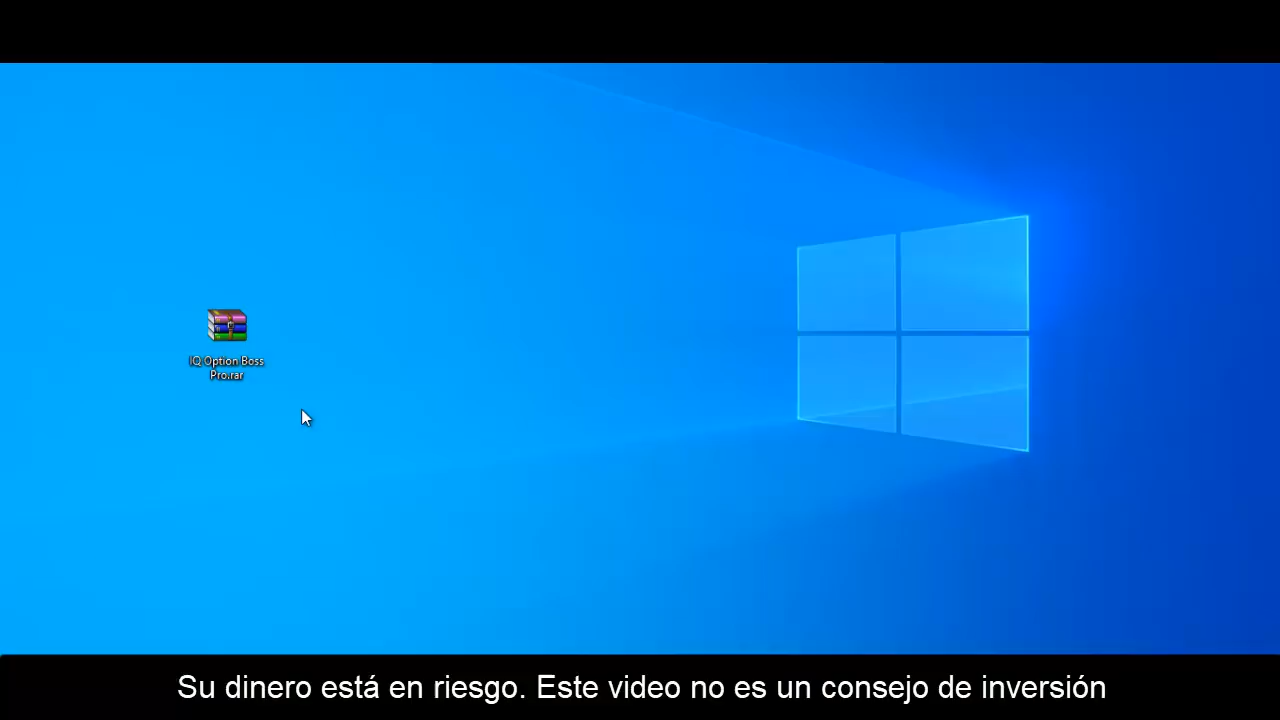 IQ Option Boss
Pro.rar
Su dinero está en riesgo. Este video no es un consejo de inversión